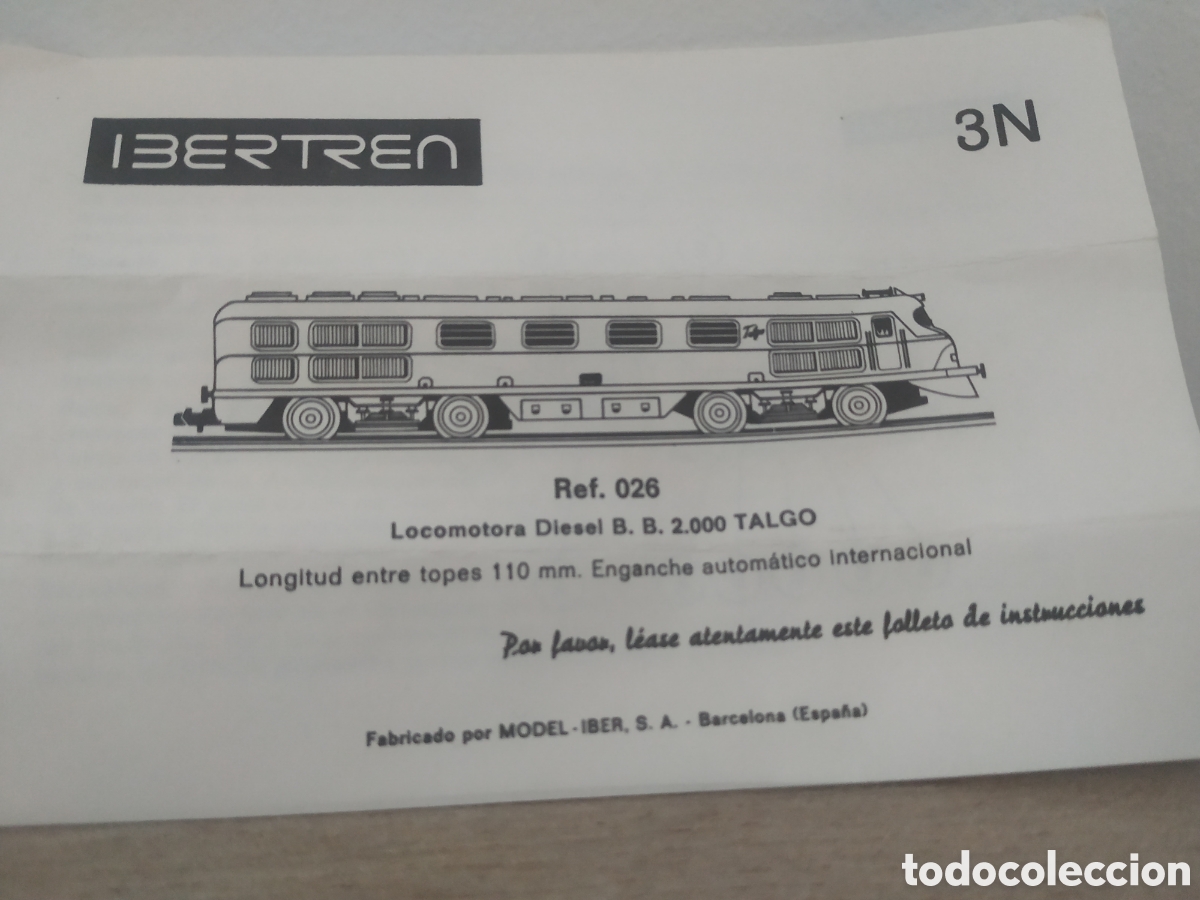 IBERTREN
3N
Talgo
Ref. 026
Locomotora Diesel B. B. 2.000 TALGO
Longitud entre topes 110 mm. Enganche automático internacional
Por favor, léase atentamente este folleto de instrucciones
Fabricado por MODEL-IBER, S. A. - Barcelona (España)
todocoleccion